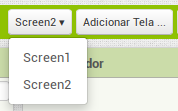 Screen2 ▾ Adicionar Tela ...
Screen1 dor
Screen2